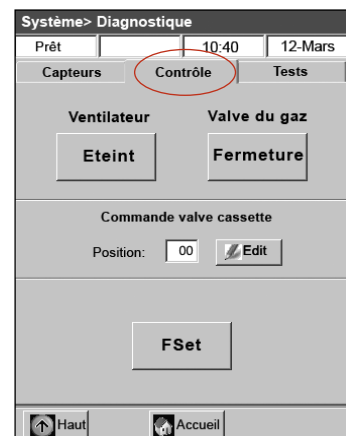 Système> Diagnostique
Prêt 10:40 12-Mars
Capteurs Contrôle Tests
Ventilateur Valve du gaz
Eteint Fermeture
Commande valve cassette
Position: 00 Edit
FSet
Haut Accueil